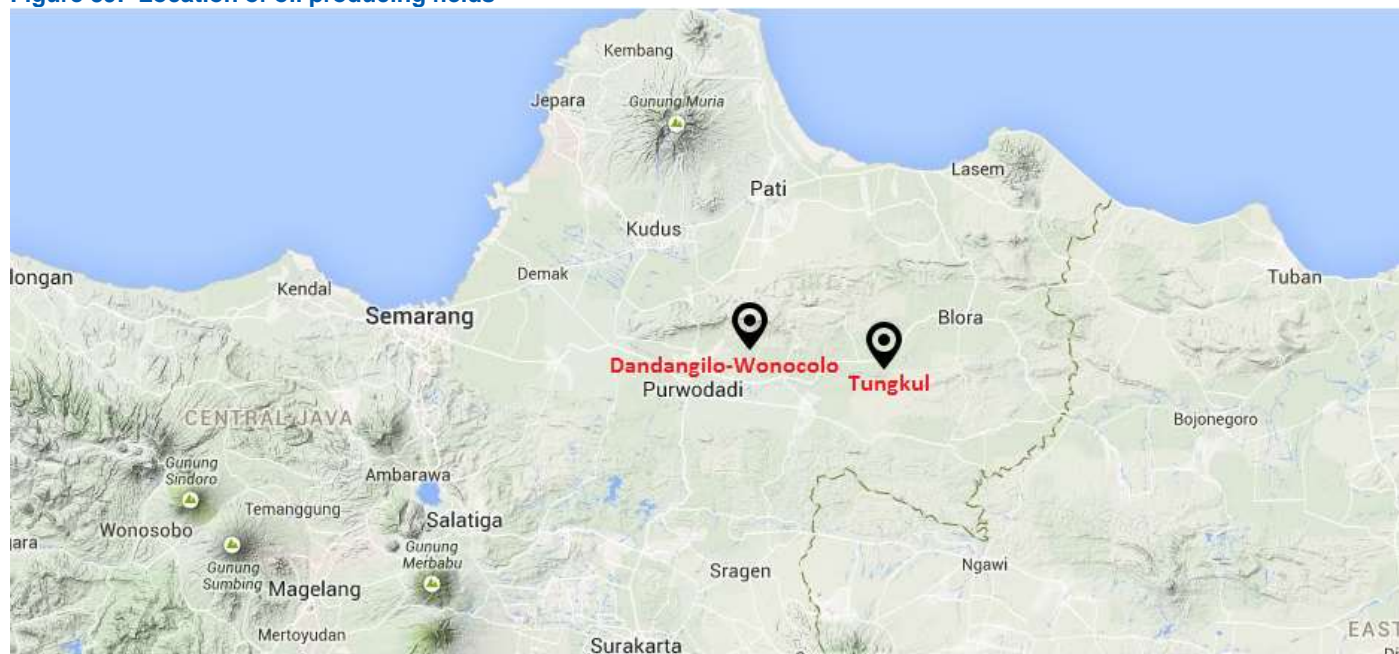 Kembang
Jepara
Gunung Muria
Lasem
Pati
Kudus
Demak
longan
Kendal
Tuban
Semarang
Blora
Dandangilo-Wonocolo
Tungkul
Purwodadi
CENTRAL JAVA
Bojonegoro
Gunung
Sindoro
Ambarawa
Temanggung
Salatiga
Wonosobo
jara
Gunung
Sumbing
Gunung
Merbabu
Magelang
Sragen
Ngawi
Mertoyudan
Surakarta
EAST